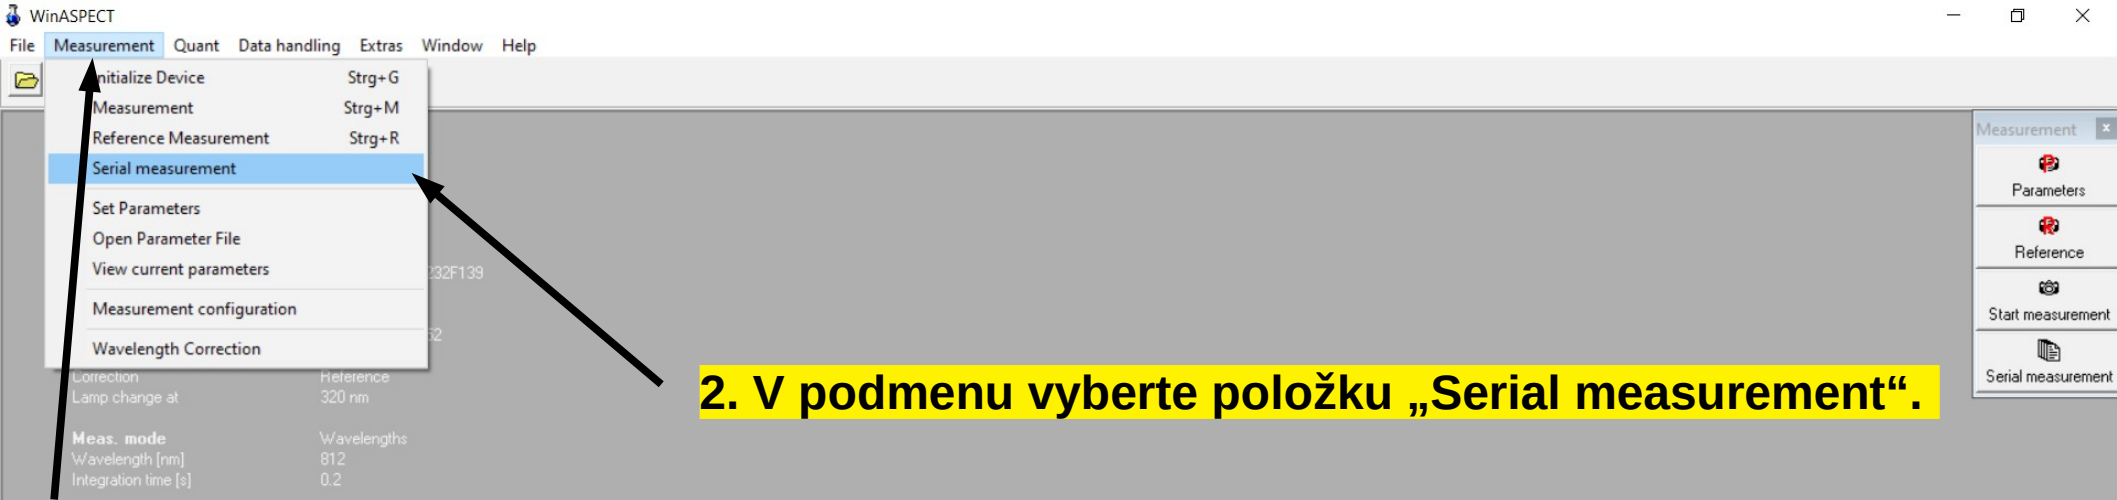 WinASPECT
File Measurement Quant Data handling Extras Window Help
Initialize Device Strg+G
Measurement Strg+M
Reference Measurement Strg+R
Serial measurement
Set Parameters
Open Parameter File
View current parameters
232F139
Measurement configuration
52
Wavelength Correction
Correction Reference
Lamp change at 320 nm
Meas. mode Wavelengths
Wavelength [nm] 812
Integration time [s] 0.2
2. V podmenu vyberte položku „Serial measurement“.
Measurement x
Parameters
Reference
Start measurement
Serial measurement